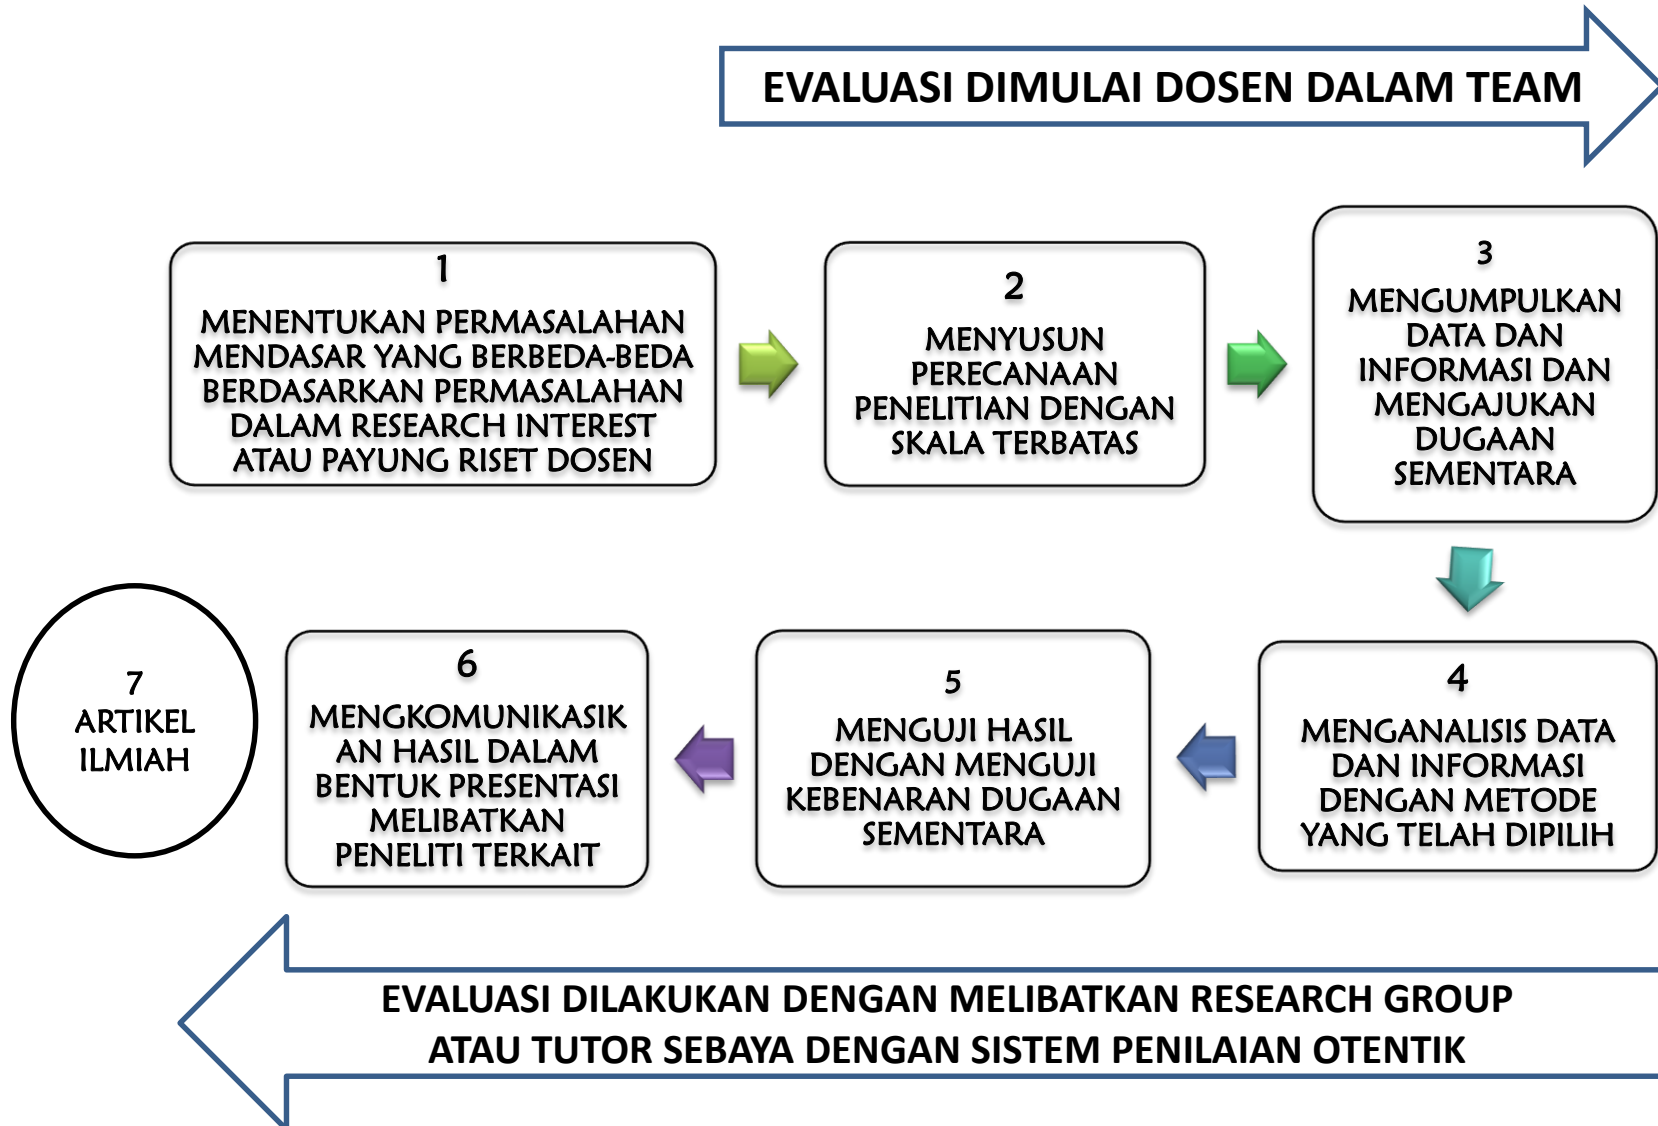 EVALUASI DIMULAI DOSEN DALAM TEAM
1
MENENTUKAN PERMASALAHAN
MENDASAR YANG BERBEDA-BEDA
BERDASARKAN PERMASALAHAN
DALAM RESEARCH INTEREST
ATAU PAYUNG RISET DOSEN
2
MENYUSUN
PERECANAAN
PENELITIAN DENGAN
SKALA TERBATAS
3
MENGUMPULKAN
DATA DAN
INFORMASI DAN
MENGAJUKAN
DUGAAN
SEMENTARA
4
MENGANALISIS DATA
DAN INFORMASI
DENGAN METODE
YANG TELAH DIPILIH
5
MENGUJI HASIL
DENGAN MENGUJI
KEBENARAN DUGAAN
SEMENTARA
6
MENGKOMUNIKASIK
AN HASIL DALAM
BENTUK PRESENTASI
MELIBATKAN
PENELITI TERKAIT
7
ARTIKEL
ILMIAH
EVALUASI DILAKUKAN DENGAN MELIBATKAN RESEARCH GROUP
ATAU TUTOR SEBAYA DENGAN SISTEM PENILAIAN OTENTIK